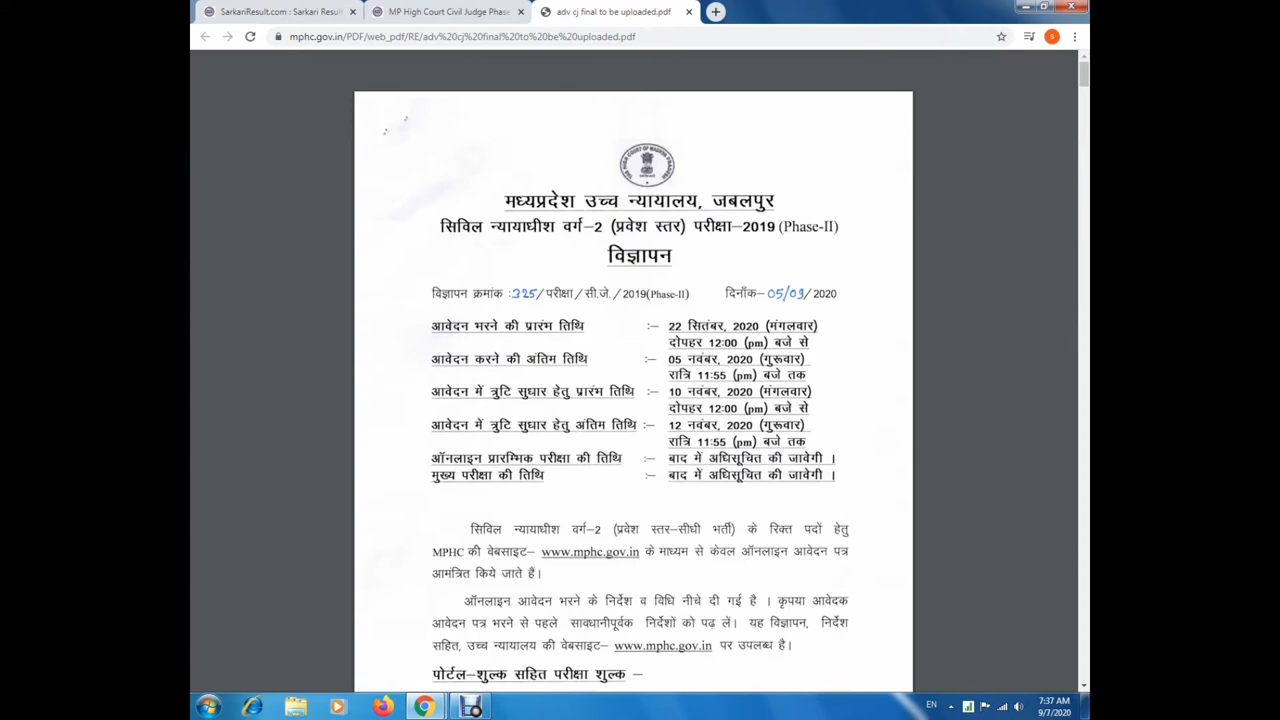 SarkariResult.com : Sarkari Result
MP High Court Civil Judge Phase
adv cj final to be uploaded.pdf
mphc.gov.in/PDF/web_pdf/RE/adv%20cj%20final%20to%20be%20uploaded.pdf
S
मध्यप्रदेश उच्च न्यायालय, जबलपुर
सिविल न्यायाधीश वर्ग–2 (प्रवेश स्तर) परीक्षा–2019 (Phase-II)
विज्ञापन
विज्ञापन क्रमांक :325/परीक्षा/सी.जे./2019(Phase-II) दिनॉंक– 05/09/2020
आवेदन भरने की प्रारंभ तिथि :– 22 सितंबर, 2020 (मंगलवार)
दोपहर 12:00 (pm) बजे से
आवेदन करने की अंतिम तिथि :– 05 नवंबर, 2020 (गुरूवार)
रात्रि 11:55 (pm) बजे तक
आवेदन में त्रुटि सुधार हेतु प्रारंभ तिथि :– 10 नवंबर, 2020 (मंगलवार)
दोपहर 12:00 (pm) बजे से
आवेदन में त्रुटि सुधार हेतु अंतिम तिथि :– 12 नवंबर, 2020 (गुरूवार)
रात्रि 11:55 (pm) बजे तक
ऑनलाइन प्रारम्भिक परीक्षा की तिथि :– बाद में अधिसूचित की जावेगी ।
मुख्य परीक्षा की तिथि :– बाद में अधिसूचित की जावेगी ।
सिविल न्यायाधीश वर्ग–2 (प्रवेश स्तर–सीधी भर्ती) के रिक्त पदों हेतु
MPHC की वेबसाइट– www.mphc.gov.in के माध्यम से केवल ऑनलाइन आवेदन पत्र
आमंत्रित किये जाते हैं।
ऑनलाइन आवेदन भरने के निर्देश व विधि नीचे दी गई है । कृपया आवेदक
आवेदन पत्र भरने से पहले सावधानीपूर्वक निर्देशों को पढ़ लें। यह विज्ञापन, निर्देश
सहित, उच्च न्यायालय की वेबसाइट– www.mphc.gov.in पर उपलब्ध है।
पोर्टल–शुल्क सहित परीक्षा शुल्क –
EN
7:37 AM
9/7/2020